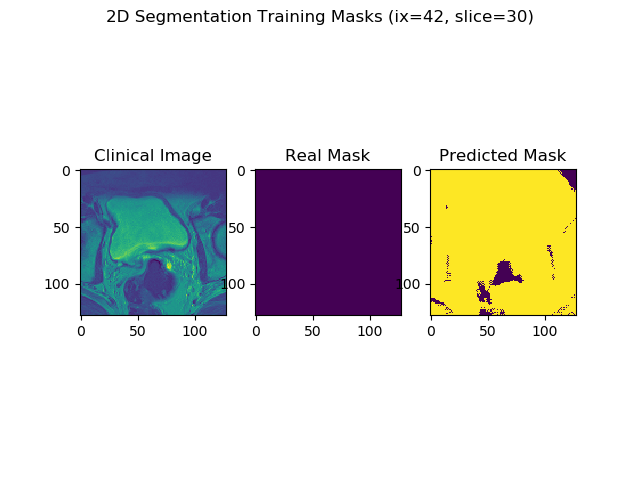 2D Segmentation Training Masks (ix=42, slice=30)
Clinical Image Real Mask Predicted Mask
0 0 0
50 50 50
100 100 100
0 50 100 0 50 100 0 50 100